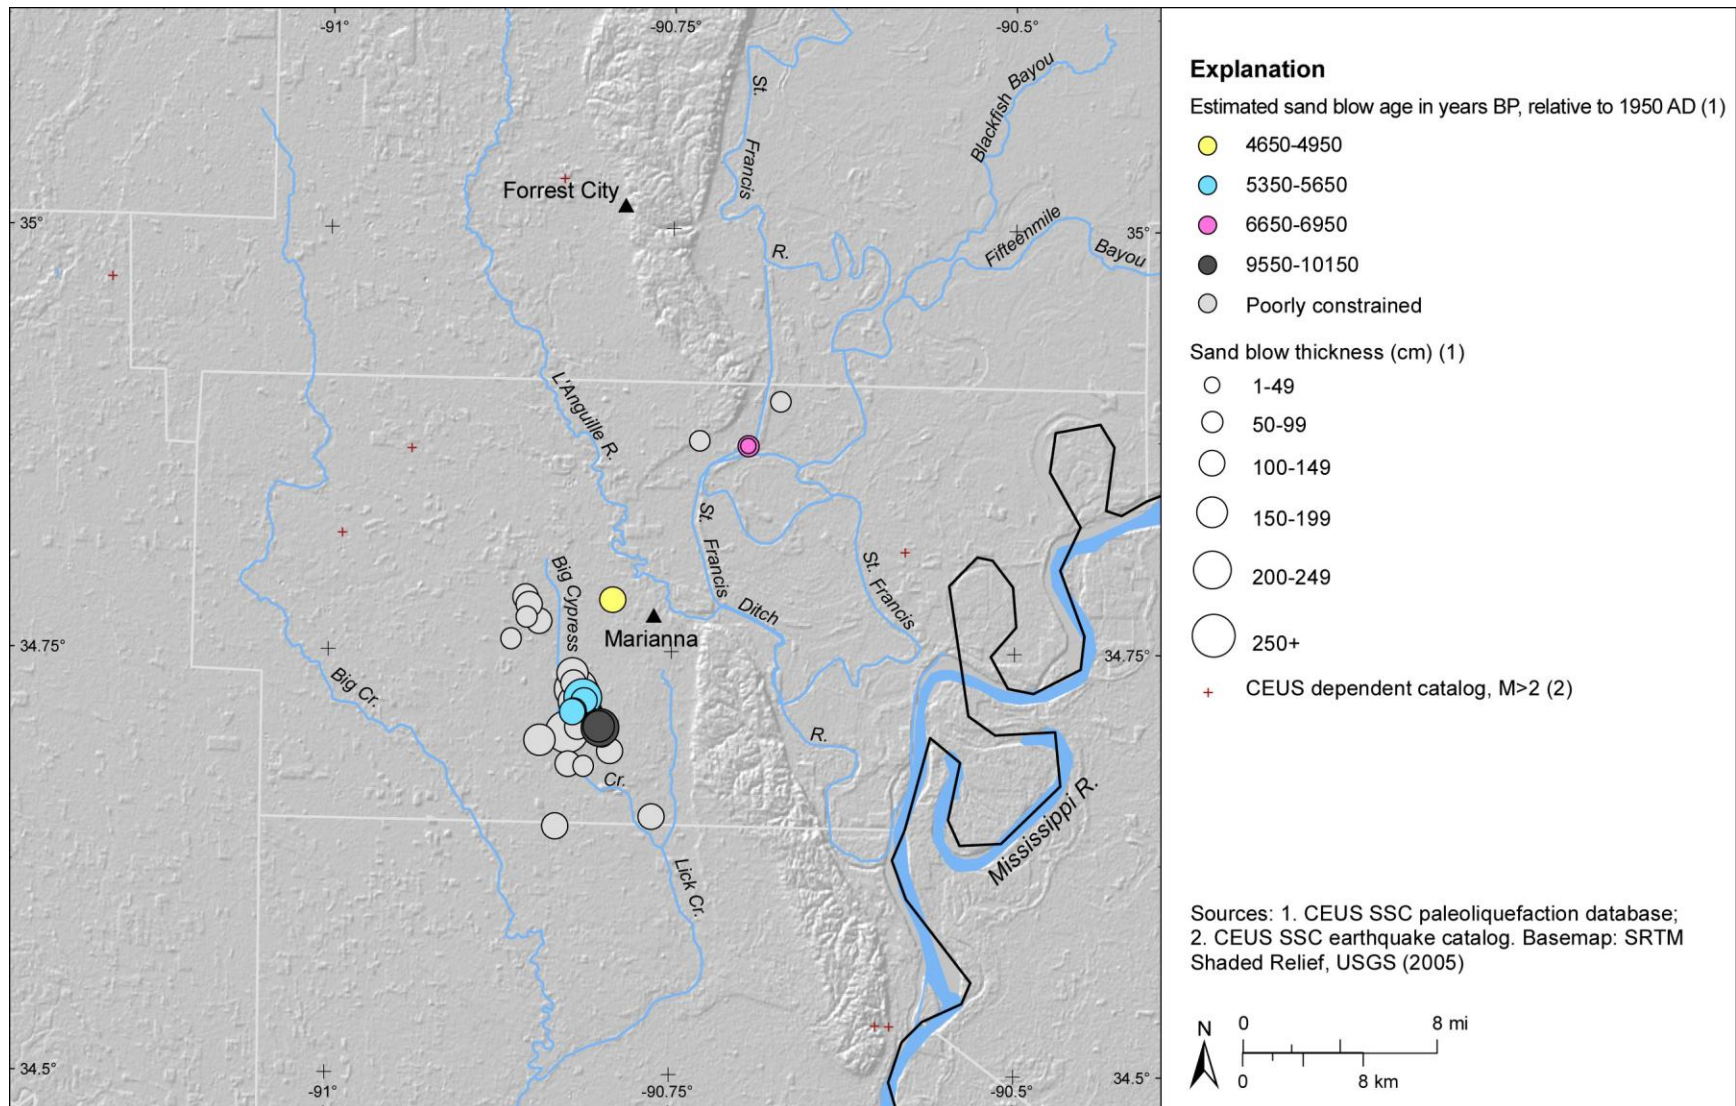 -91°
-90.75°
-90.5°
St.
Francis
R.
Blackfish Bayou
Fifteenmile
Bayou
Forrest City
35°
35°
L'Anguille R.
St.
Francis
Ditch
St. Francis
R.
Big Cypress
Cr.
Marianna
34.75°
34.75°
Big Cr.
Lick Cr.
Mississippi R.
34.5°
34.5°
-91°
-90.75°
-90.5°
Explanation
Estimated sand blow age in years BP, relative to 1950 AD (1)
4650-4950
5350-5650
6650-6950
9550-10150
Poorly constrained
Sand blow thickness (cm) (1)
1-49
50-99
100-149
150-199
200-249
250+
CEUS dependent catalog, M>2 (2)
Sources: 1. CEUS SSC paleoliquefaction database;
2. CEUS SSC earthquake catalog. Basemap: SRTM
Shaded Relief, USGS (2005)
N
0 8 mi
0 8 km